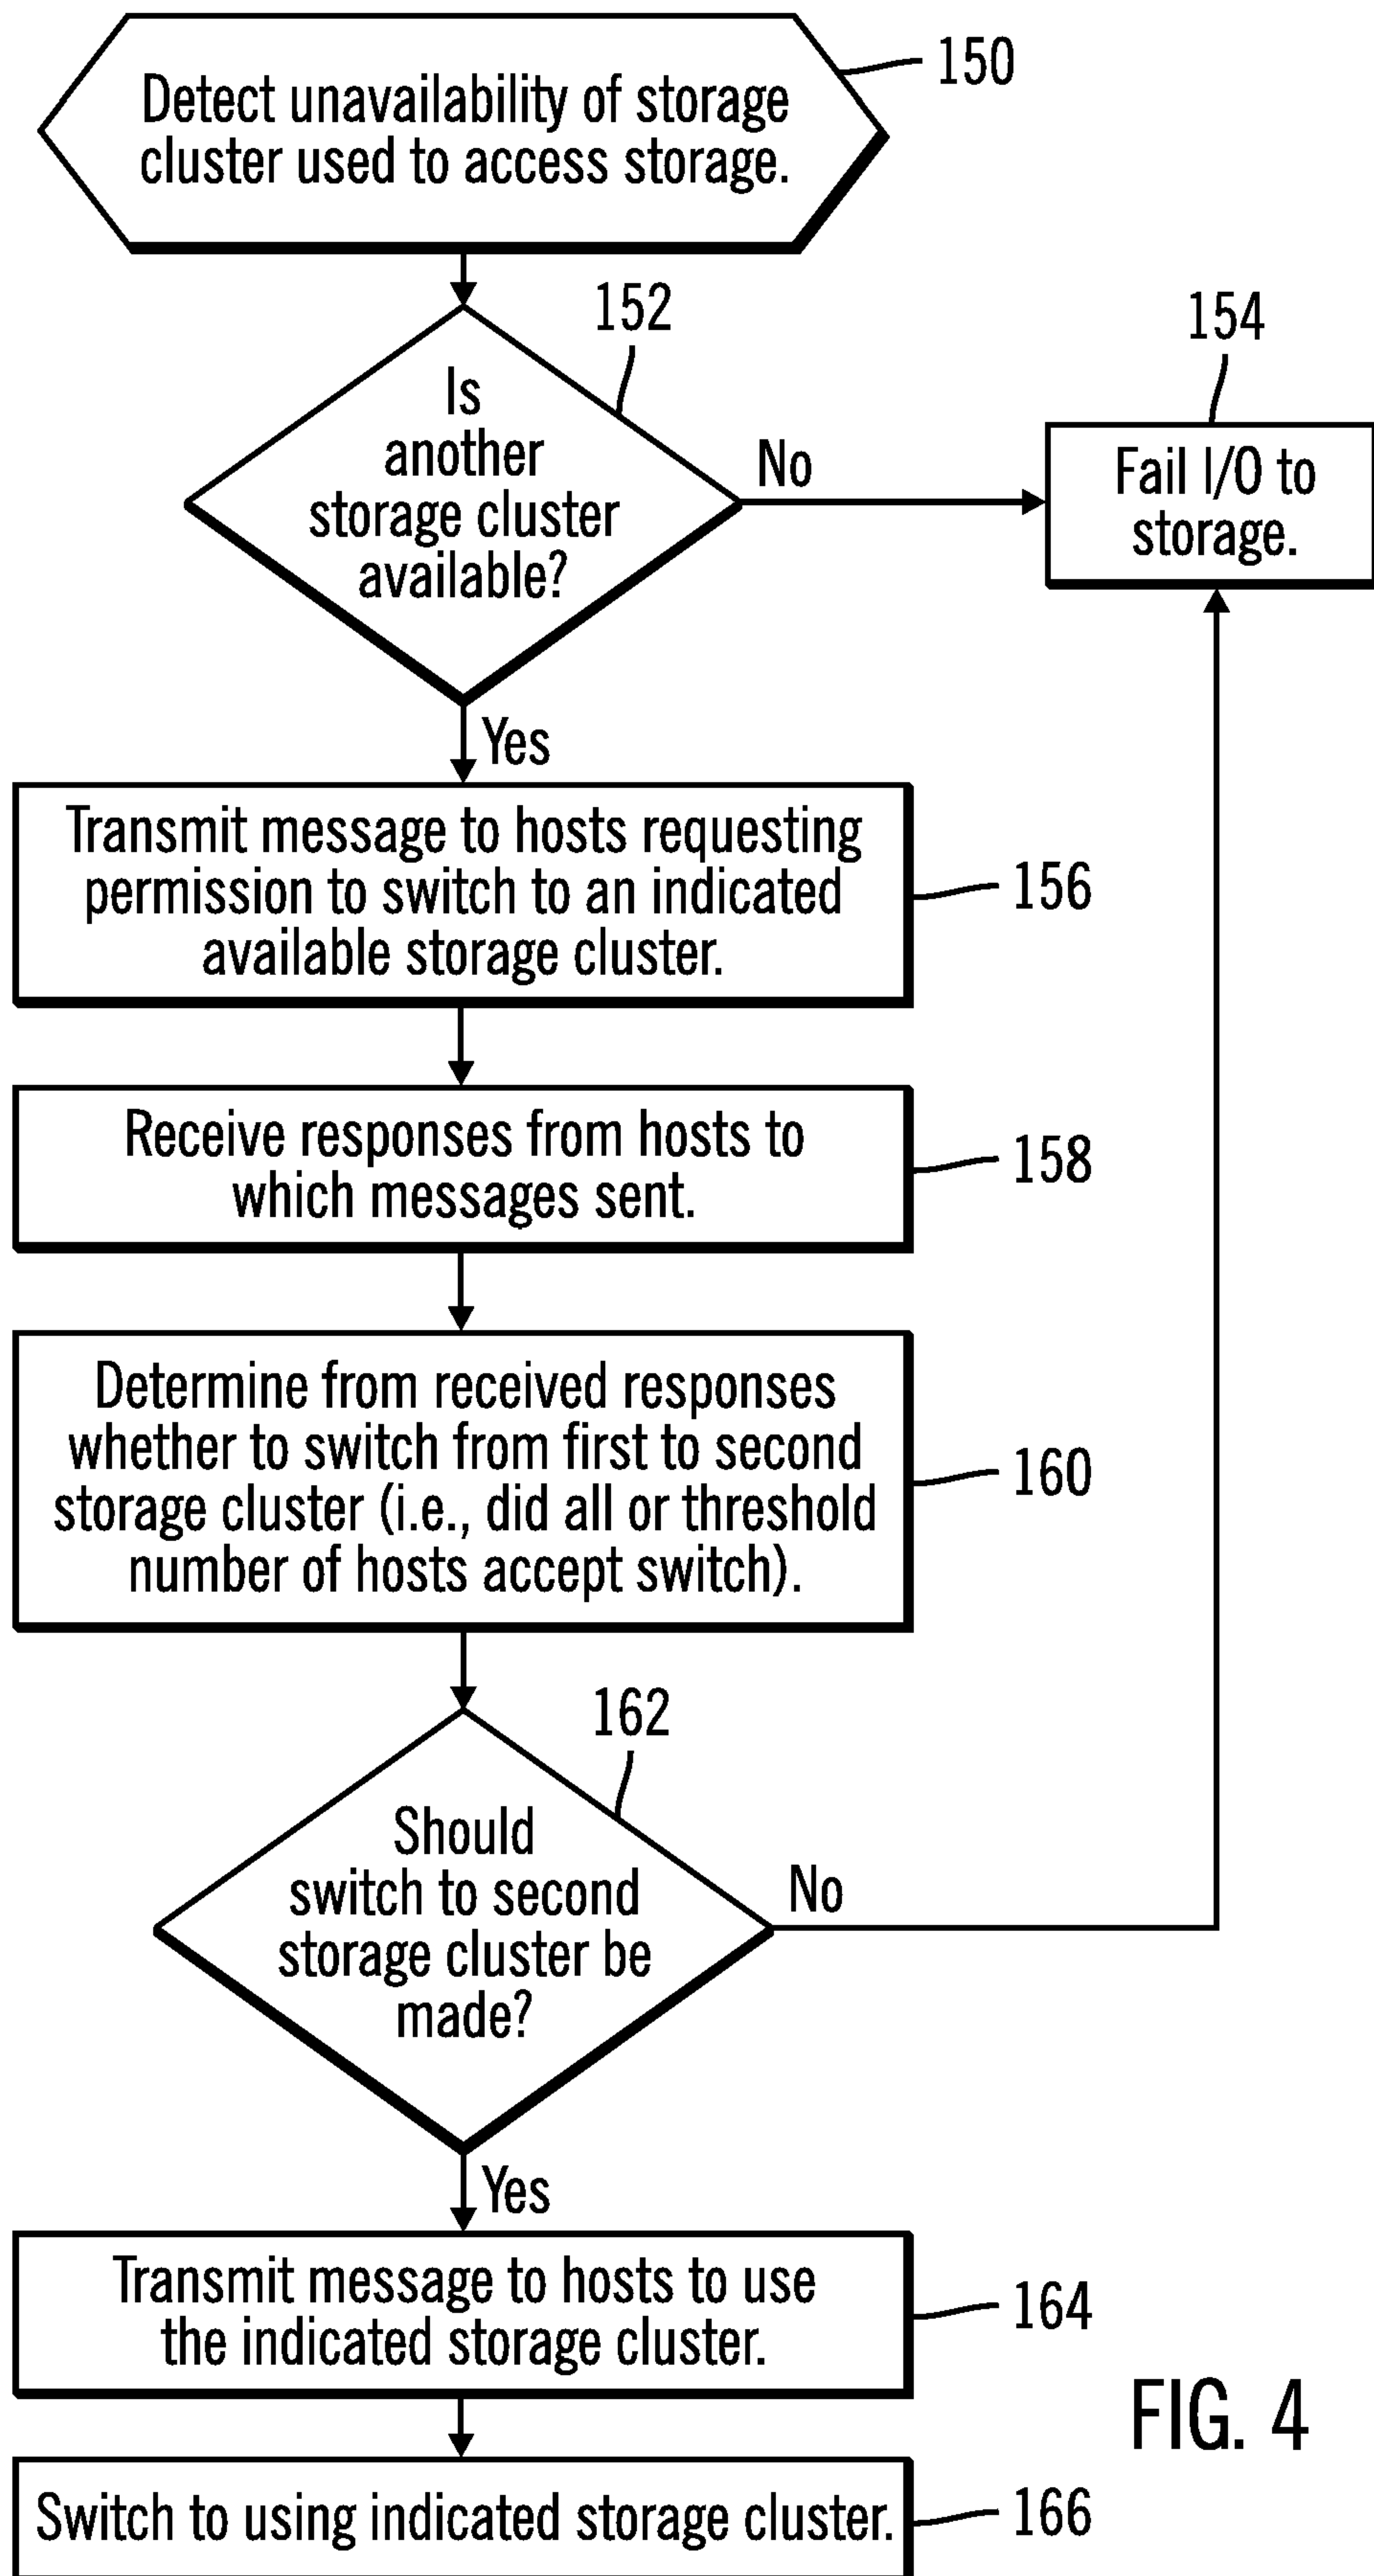 Detect unavailability of storage
cluster used to access storage.
150
152
Is
another
storage cluster
available?
No
154
Fail I/O to
storage.
Yes
Transmit message to hosts requesting
permission to switch to an indicated
available storage cluster.
156
Receive responses from hosts to
which messages sent.
158
Determine from received responses
whether to switch from first to second
storage cluster (i.e., did all or threshold
number of hosts accept switch).
160
162
Should
switch to second
storage cluster be
made?
No
Yes
Transmit message to hosts to use
the indicated storage cluster.
164
FIG. 4
Switch to using indicated storage cluster.
166